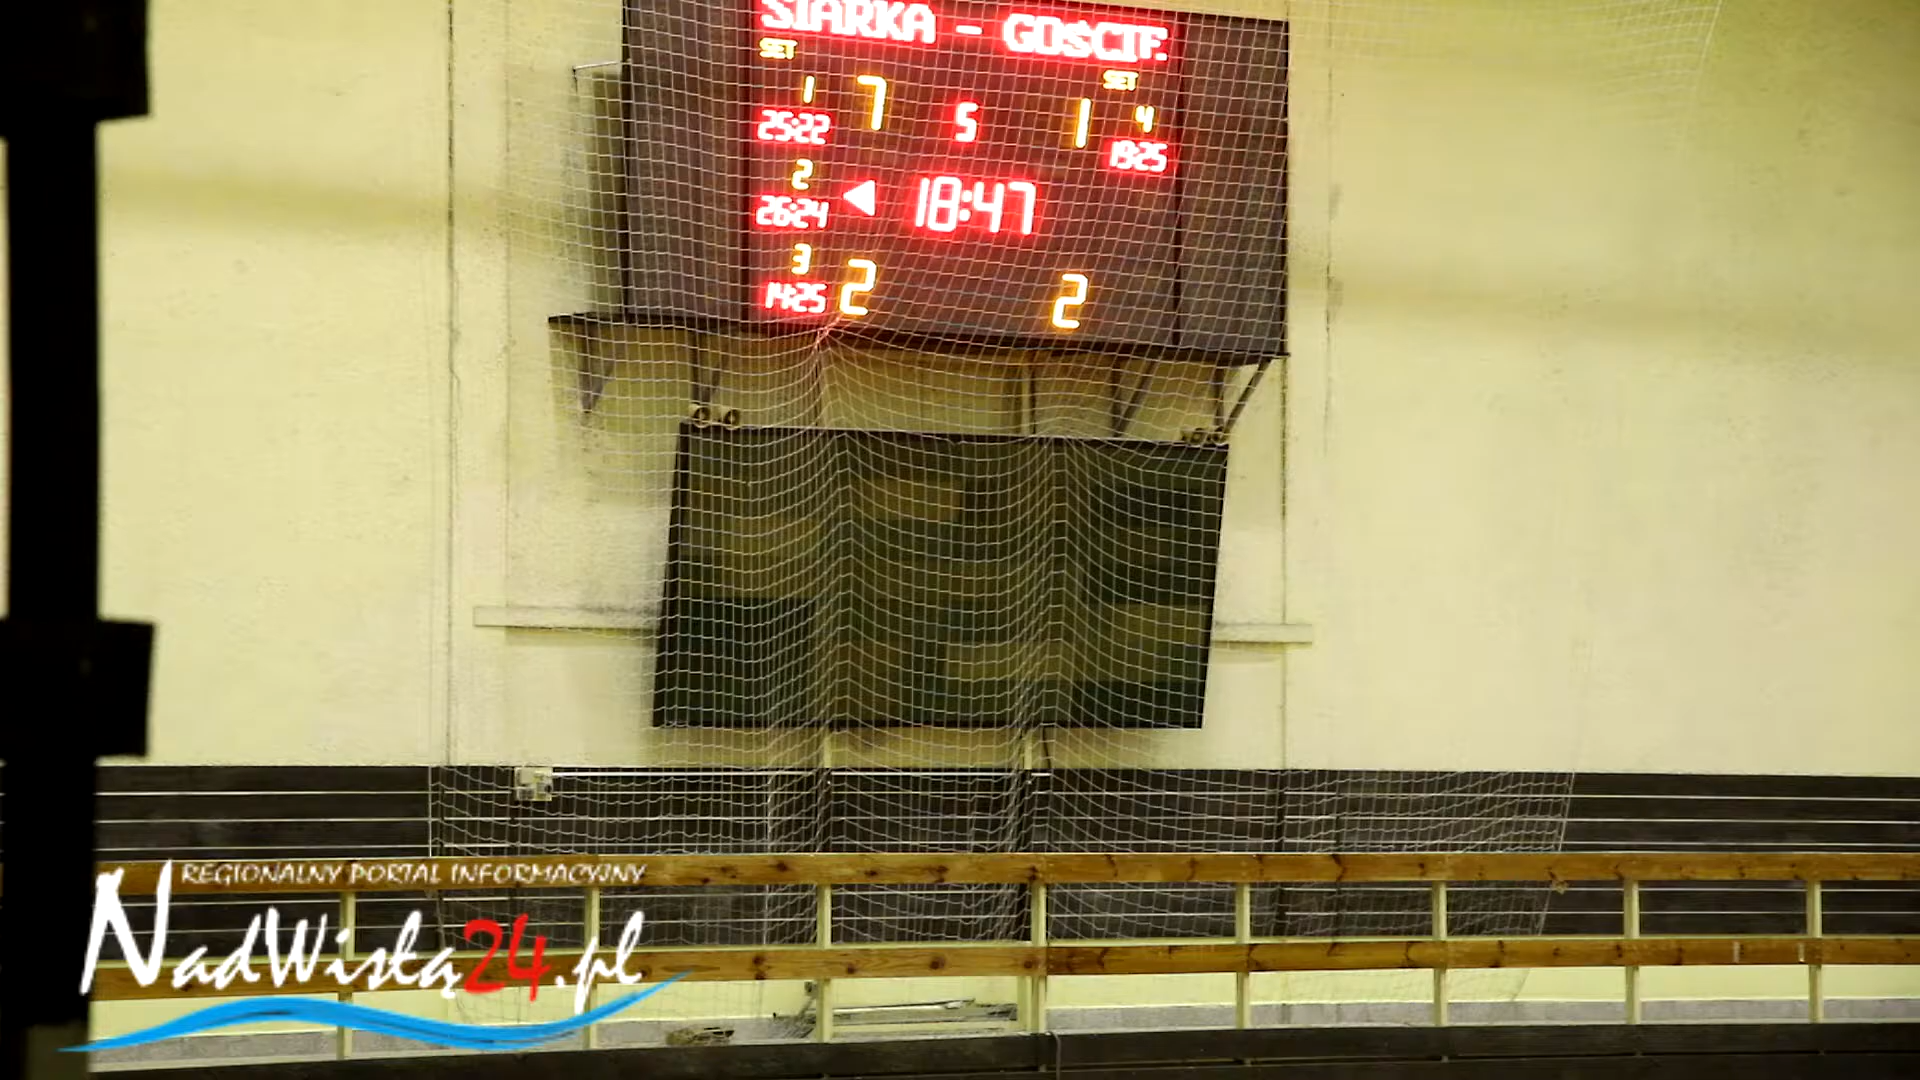 SIARKA - GOŚCIE
SET
SET
1 7 5 1 4
25:22
19:25
2
26:24 18:47
3
14:25 2 2
REGIONALNY PORTAL INFORMACYJNY
NadWisłą24.pl